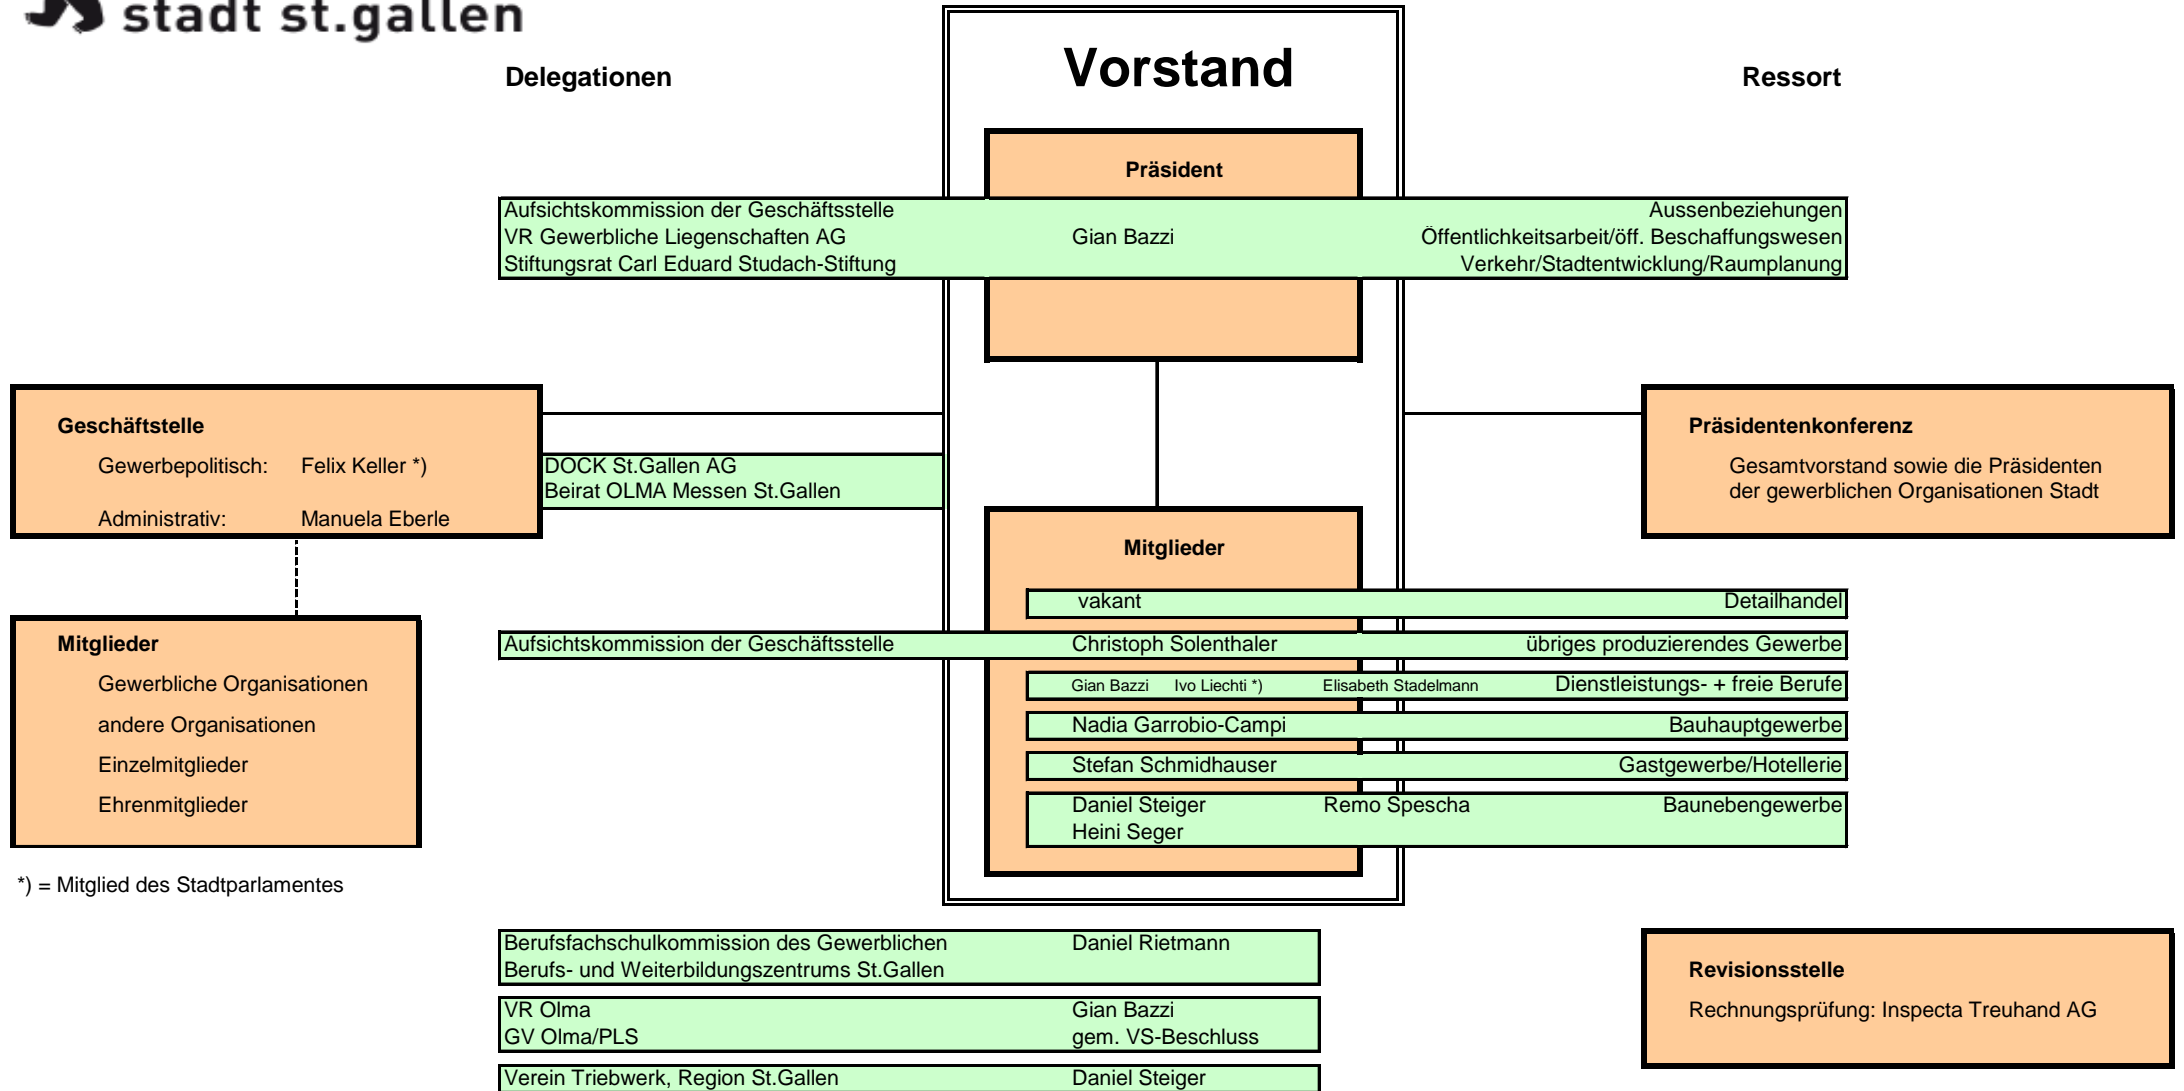 stadt st.gallen
Delegationen
Vorstand
Ressort
Präsident
Aufsichtskommission der Geschäftsstelle
Aussenbeziehungen
VR Gewerbliche Liegenschaften AG
Gian Bazzi
Öffentlichkeitsarbeit/öff. Beschaffungswesen
Stiftungsrat Carl Eduard Studach-Stiftung
Verkehr/Stadtentwicklung/Raumplanung
Geschäftstelle
Gewerbepolitisch: Felix Keller *)
Administrativ: Manuela Eberle
DOCK St.Gallen AG
Beirat OLMA Messen St.Gallen
Präsidentenkonferenz
Gesamtvorstand sowie die Präsidenten
der gewerblichen Organisationen Stadt
Mitglieder
vakant Detailhandel
Aufsichtskommission der Geschäftsstelle Christoph Solenthaler übriges produzierendes Gewerbe
Gian Bazzi Ivo Liechti *) Elisabeth Stadelmann Dienstleistungs- + freie Berufe
Nadia Garrobio-Campi Bauhauptgewerbe
Stefan Schmidhauser Gastgewerbe/Hotellerie
Daniel Steiger Remo Spescha Baunebengewerbe
Heini Seger
Mitglieder
Gewerbliche Organisationen
andere Organisationen
Einzelmitglieder
Ehrenmitglieder
*) = Mitglied des Stadtparlamentes
Berufsfachschulkommission des Gewerblichen Daniel Rietmann
Berufs- und Weiterbildungszentrums St.Gallen
VR Olma Gian Bazzi
GV Olma/PLS gem. VS-Beschluss
Verein Triebwerk, Region St.Gallen Daniel Steiger
Revisionsstelle
Rechnungsprüfung: Inspecta Treuhand AG